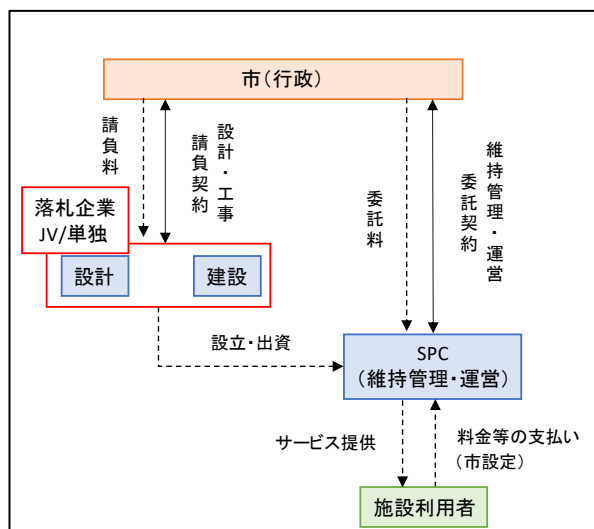 市（行政）
請負料
設計・工事
請負契約
委託料
維持管理・運営
委託契約
落札企業
JV/単独
設計
建設
設立・出資
SPC
（維持管理・運営）
サービス提供
料金等の支払い
（市設定）
施設利用者